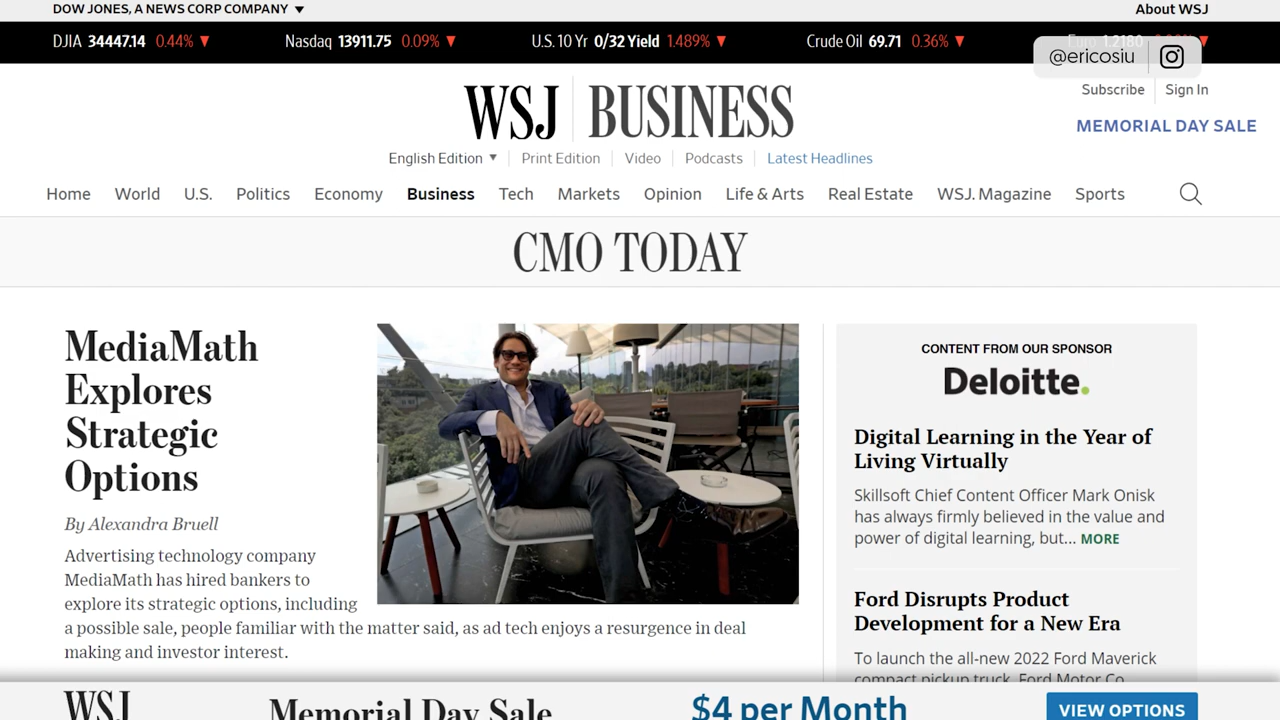 DOW JONES, A NEWS CORP COMPANY
About WSJ
DJIA 34447.14 0.44%
Nasdaq 13911.75 0.09%
U.S. 10 Yr 0/32 Yield 1.489%
Crude Oil 69.71 0.36%
Euro 1.2180
@ericosiu
Subscribe
Sign In
WSJ BUSINESS
MEMORIAL DAY SALE
English Edition
Print Edition
Video
Podcasts
Latest Headlines
Home World U.S. Politics Economy Business Tech Markets Opinion Life & Arts Real Estate WSJ. Magazine Sports
CMO TODAY
MediaMath
Explores
Strategic
Options
By Alexandra Bruell
Advertising technology company
MediaMath has hired bankers to
explore its strategic options, including
a possible sale, people familiar with the matter said, as ad tech enjoys a resurgence in deal
making and investor interest.
CONTENT FROM OUR SPONSOR
Deloitte.
Digital Learning in the Year of
Living Virtually
Skillsoft Chief Content Officer Mark Onisk
has always firmly believed in the value and
power of digital learning, but... MORE
Ford Disrupts Product
Development for a New Era
To launch the all-new 2022 Ford Maverick
compact pickup truck, Ford Motor Co.
WSJ
Memorial Day Sale
$4 per Month
VIEW OPTIONS